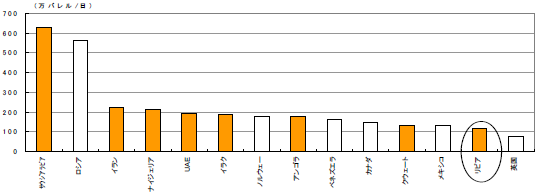 （万バレル/日）
700
600
500
400
300
200
100
0
サウジアラビア
ロシア
イラン
ナイジェリア
UAE
イラク
ノルウェー
アンゴラ
ベネズエラ
カナダ
クウェート
メキシコ
リビア
英国